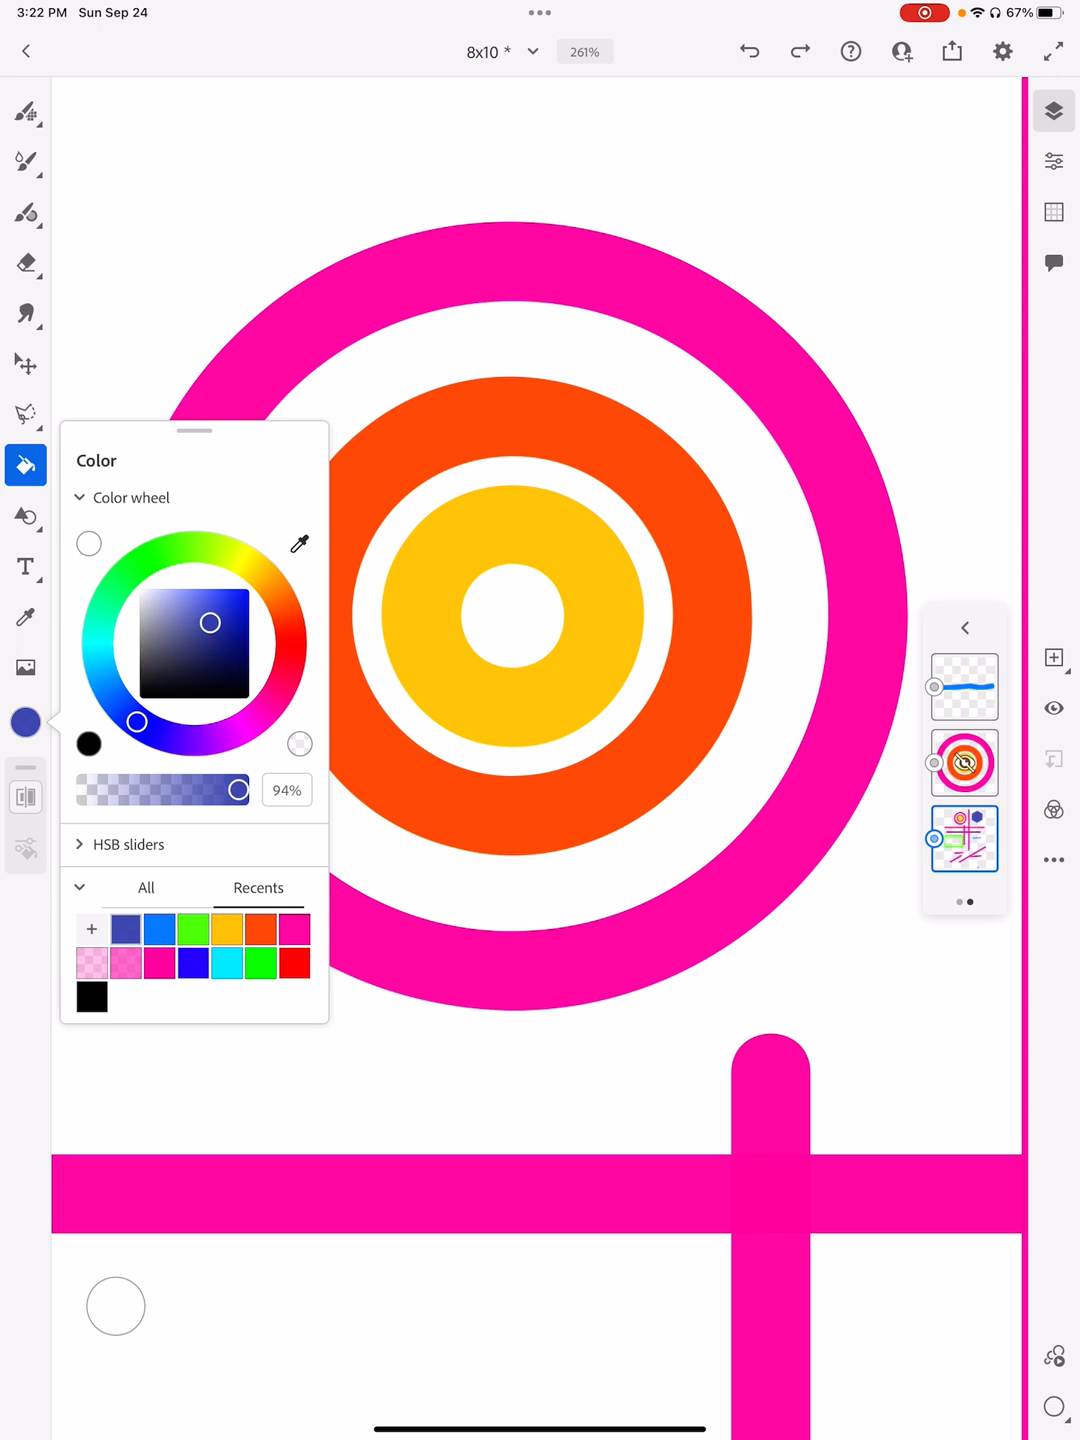 3:22 PM Sun Sep 24
67%
8x10 *
261%
Color
Color wheel
94%
HSB sliders
All Recents
T